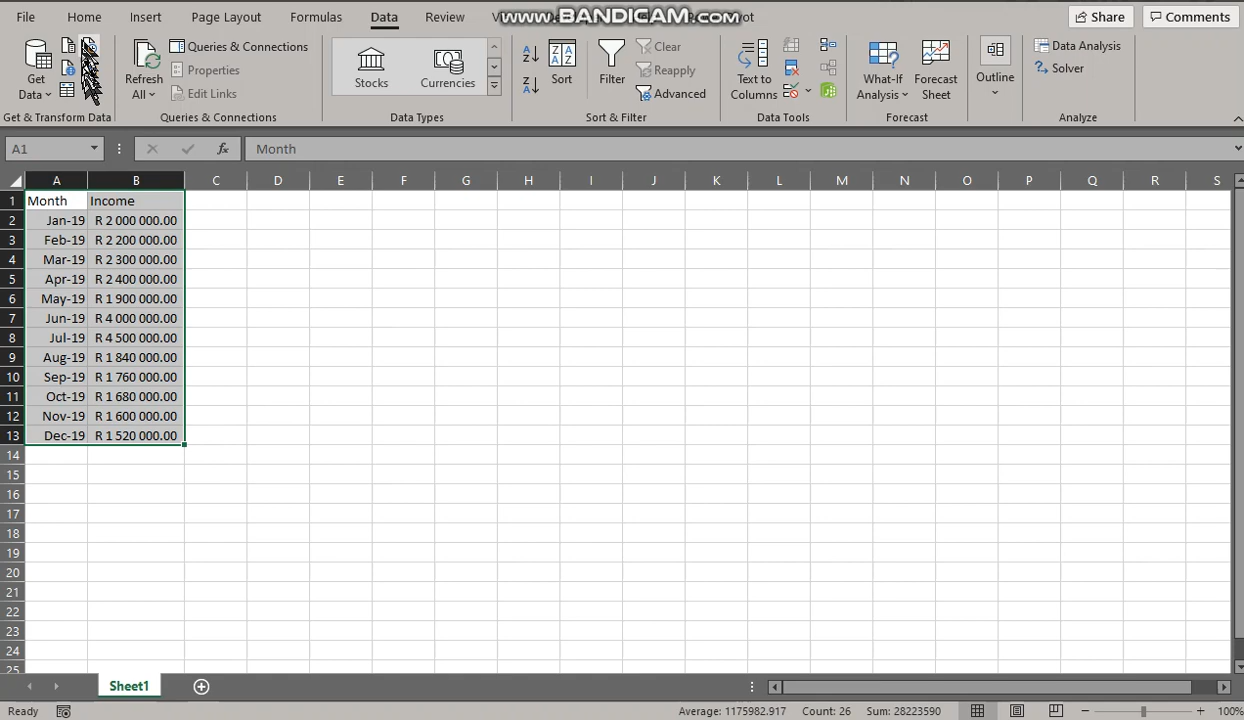 File Home Insert Page Layout Formulas Data Review www.BANDICAM.com Share Comments
Get Data
Refresh All
Queries & Connections
Properties
Edit Links
Stocks
Currencies
Sort
Filter
Clear
Reapply
Advanced
Text to Columns
What-If Analysis
Forecast Sheet
Outline
Data Analysis
Solver
Get & Transform Data Queries & Connections Data Types Sort & Filter Data Tools Forecast Analyze
A1 fx Month
A B C D E F G H I J K L M N O P Q R S
1 Month Income
2 Jan-19 R 2 000 000.00
3 Feb-19 R 2 200 000.00
4 Mar-19 R 2 300 000.00
5 Apr-19 R 2 400 000.00
6 May-19 R 1 900 000.00
7 Jun-19 R 4 000 000.00
8 Jul-19 R 4 500 000.00
9 Aug-19 R 1 840 000.00
10 Sep-19 R 1 760 000.00
11 Oct-19 R 1 680 000.00
12 Nov-19 R 1 600 000.00
13 Dec-19 R 1 520 000.00
14
15
16
17
18
19
20
21
22
23
24
25
Sheet1
Ready Average: 1175982.917 Count: 26 Sum: 28223590 100%